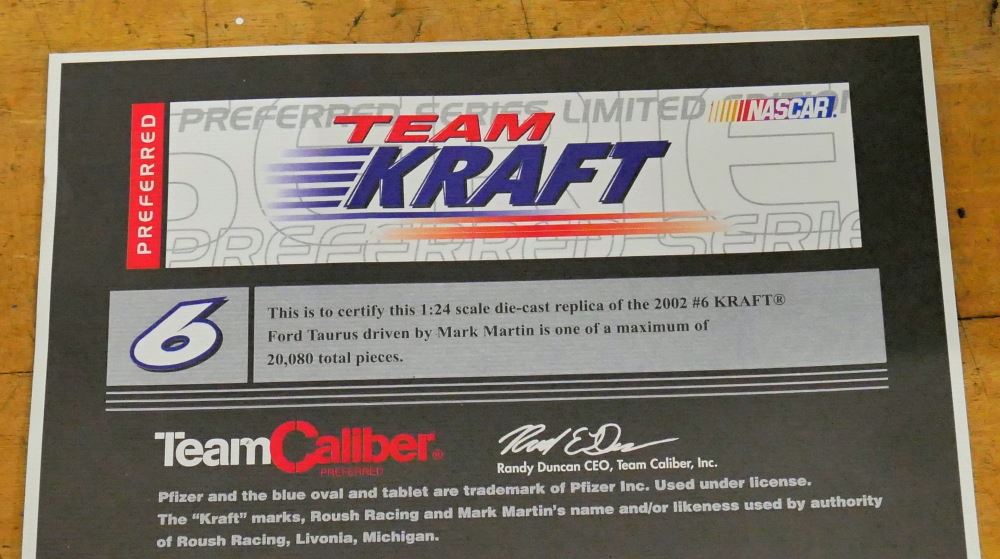 PREFERRED SERIES LIMITED EDITION
NASCAR
TEAM
KRAFT
PREFERRED
PREFERRED SERIE
6
This is to certify this 1:24 scale die-cast replica of the 2002 #6 KRAFT®
Ford Taurus driven by Mark Martin is one of a maximum of
20,080 total pieces.
Team Caliber®
PREFERRED
Randy Duncan CEO, Team Caliber, Inc.
Pfizer and the blue oval and tablet are trademark of Pfizer Inc. Used under license.
The "Kraft" marks, Roush Racing and Mark Martin's name and/or likeness used by authority
of Roush Racing, Livonia, Michigan.